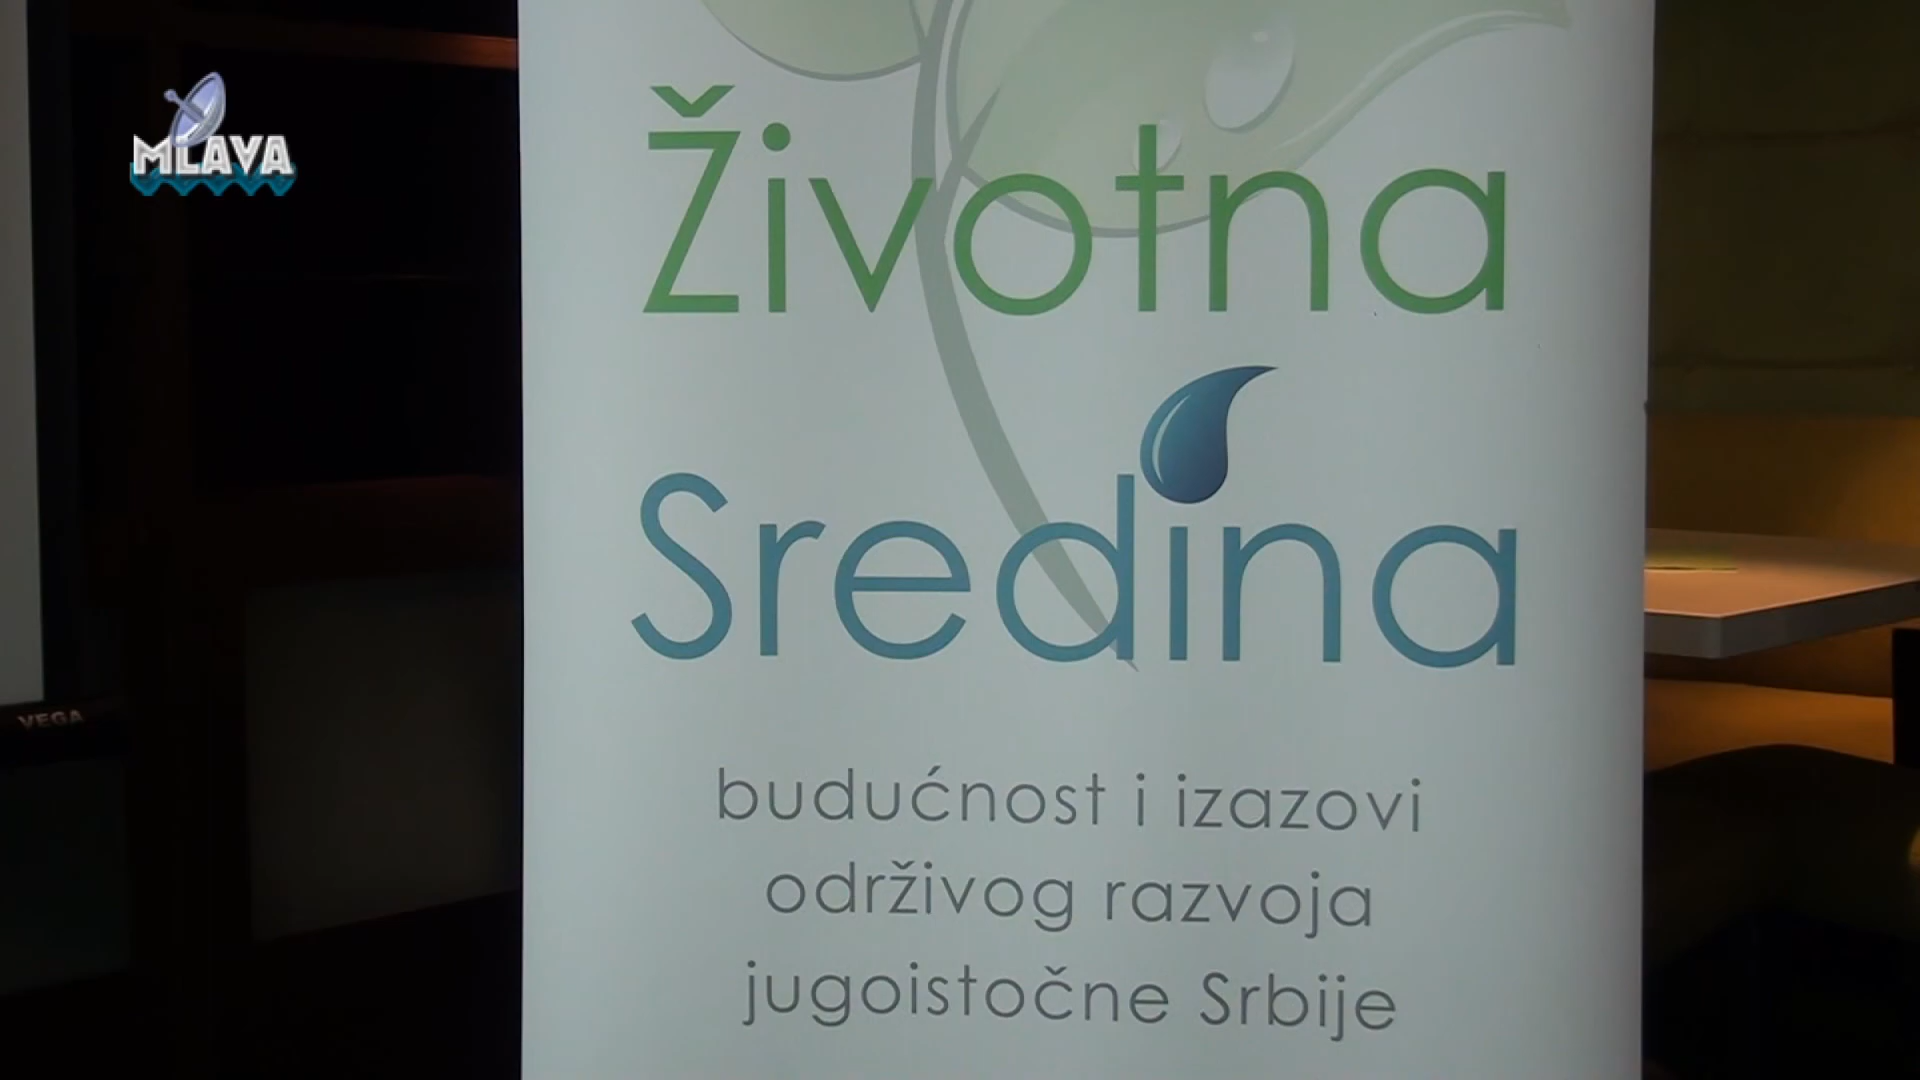 MLAVA
Životna
Sredina
VEGA
budućnost i izazovi
održivog razvoja
jugoistočne Srbije